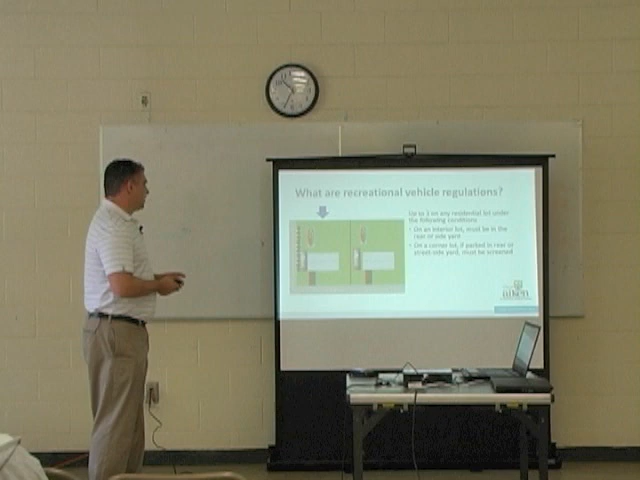 What are recreational vehicle regulations?
Up to 3 on any residential lot under
the following conditions
• On an interior lot, must be in the
rear or side yard
• On a corner lot, if parked in rear or
street-side yard, must be screened
aiken